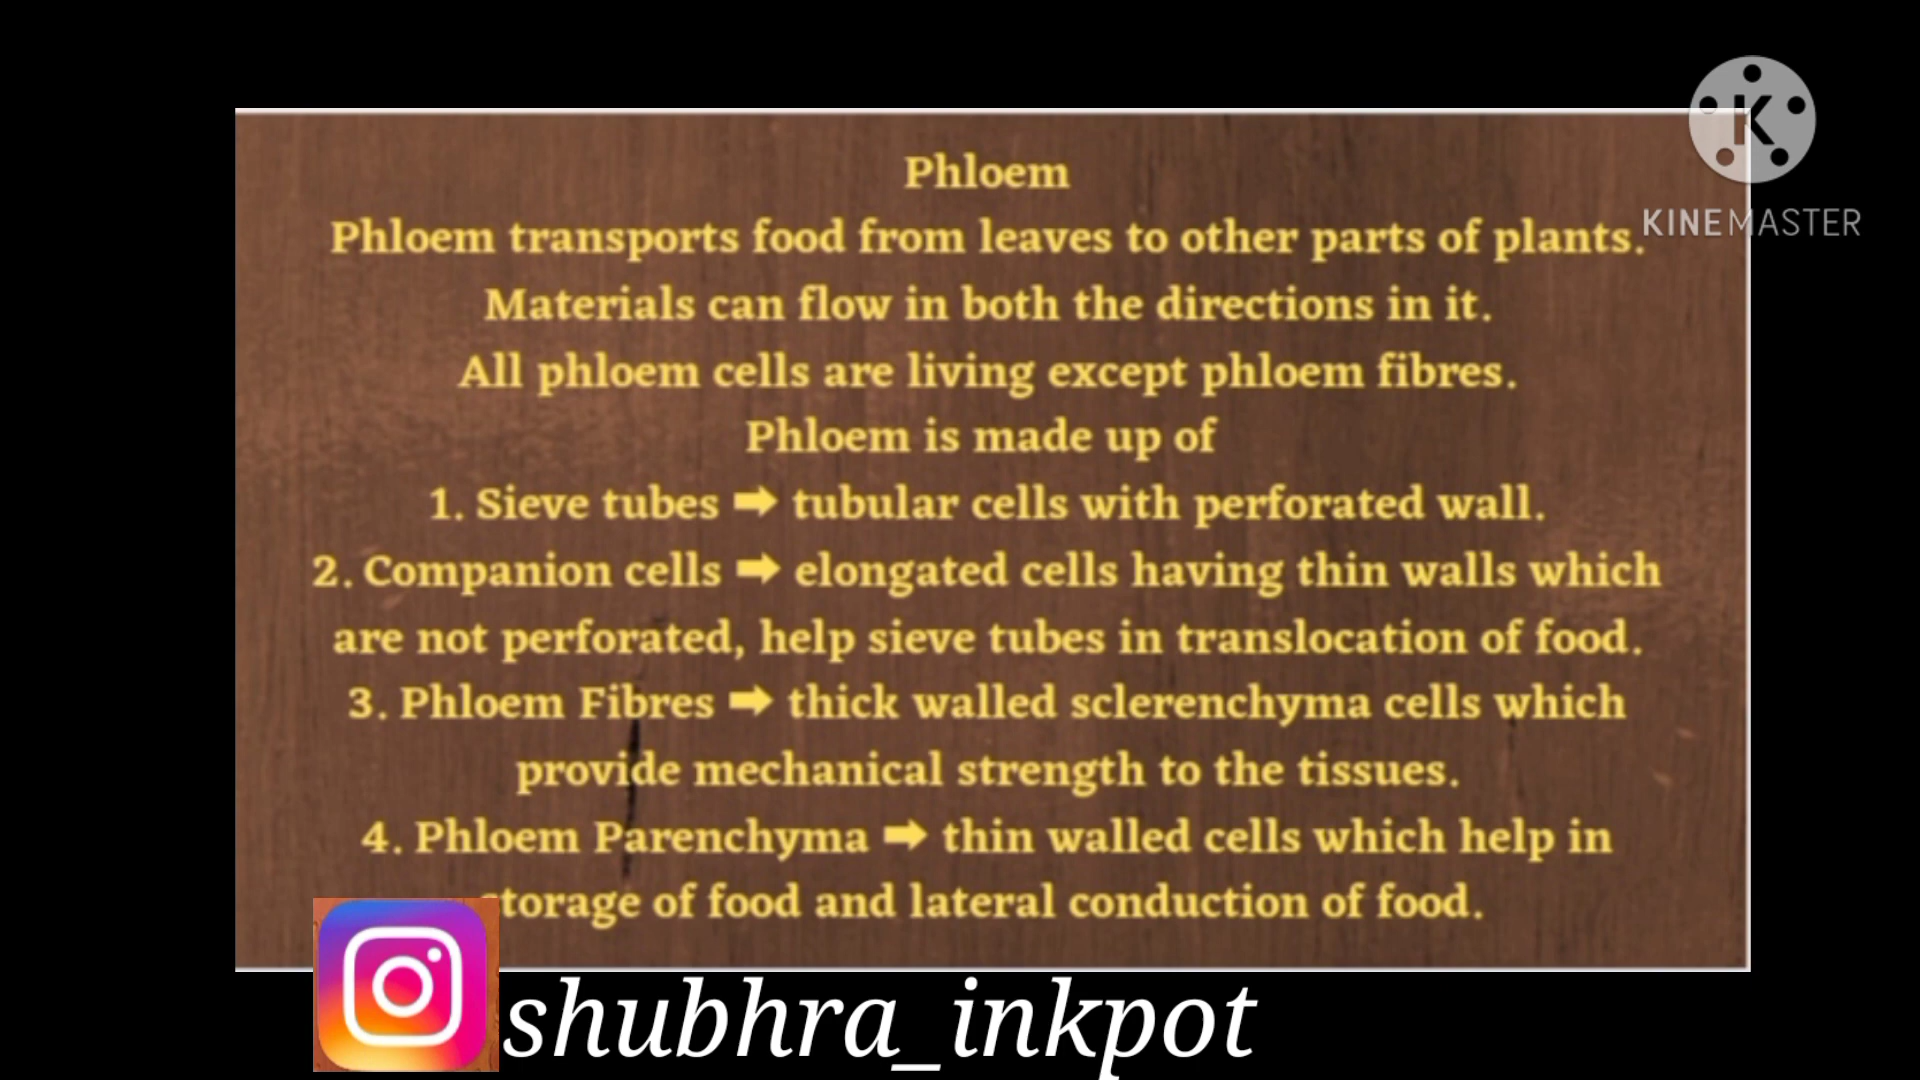 Phloem
Phloem transports food from leaves to other parts of plants.
Materials can flow in both the directions in it.
All phloem cells are living except phloem fibres.
Phloem is made up of
1. Sieve tubes ➡ tubular cells with perforated wall.
2. Companion cells ➡ elongated cells having thin walls which
are not perforated, help sieve tubes in translocation of food.
3. Phloem Fibres ➡ thick walled sclerenchyma cells which
provide mechanical strength to the tissues.
4. Phloem Parenchyma ➡ thin walled cells which help in
storage of food and lateral conduction of food.
K
KINEMASTER
shubhra_inkpot